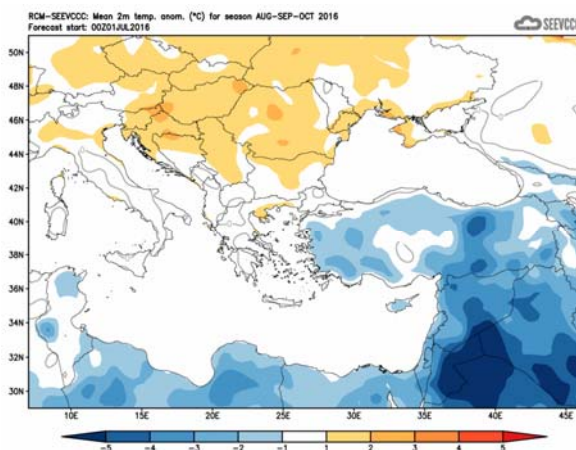 RCM-SEEVCCC: Mean 2m temp. anom. (°C) for season AUG-SEP-OCT 2016
Forecast start: 00Z01JUL2016
SEEVCC
50N
48N
46N
44N
42N
40N
38N
36N
34N
32N
30N
10E 15E 20E 25E 30E 35E 40E 45E
-5 -4 -3 -2 -1 1 2 3 4 5